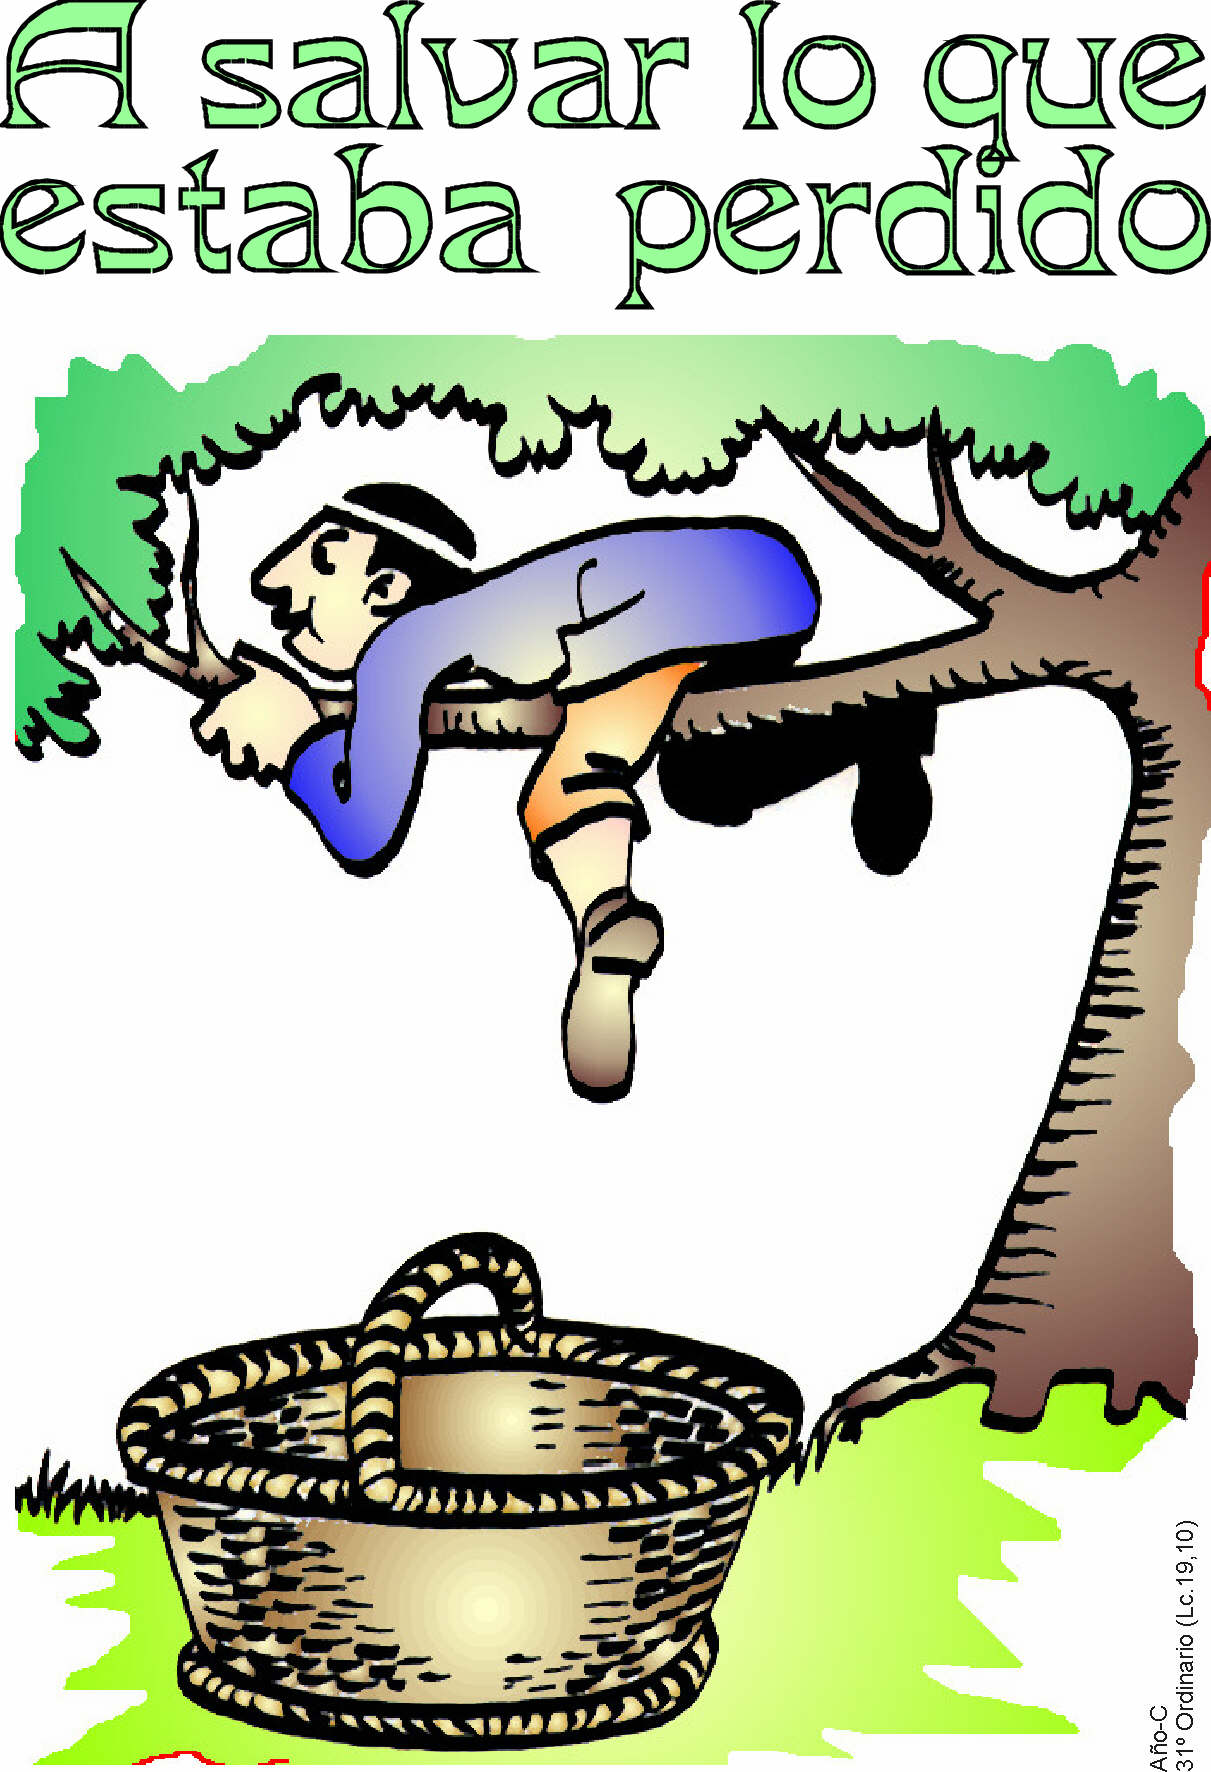 A salvar lo que
estaba perdido
Año-C
31º Ordinario (Lc.19,10)